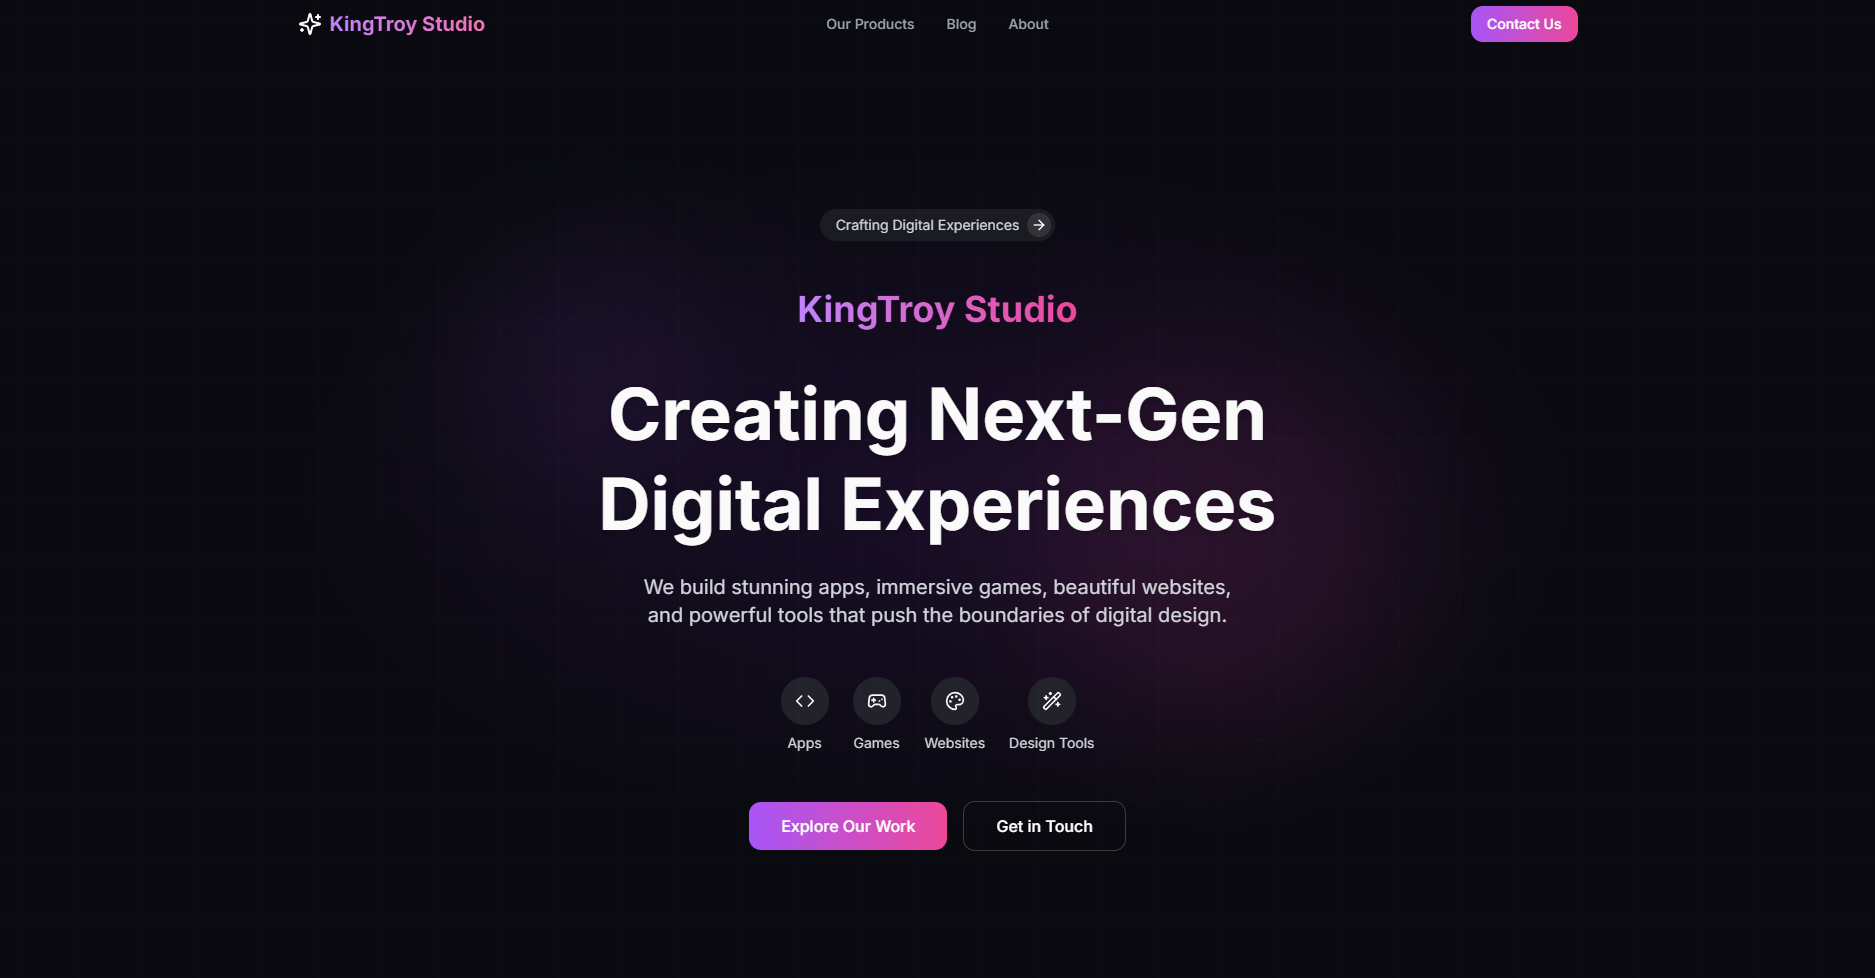 KingTroy Studio
Our Products
Blog
About
Contact Us
Crafting Digital Experiences
KingTroy Studio
Creating Next-Gen
Digital Experiences
We build stunning apps, immersive games, beautiful websites,
and powerful tools that push the boundaries of digital design.
Apps
Games
Websites
Design Tools
Explore Our Work
Get in Touch